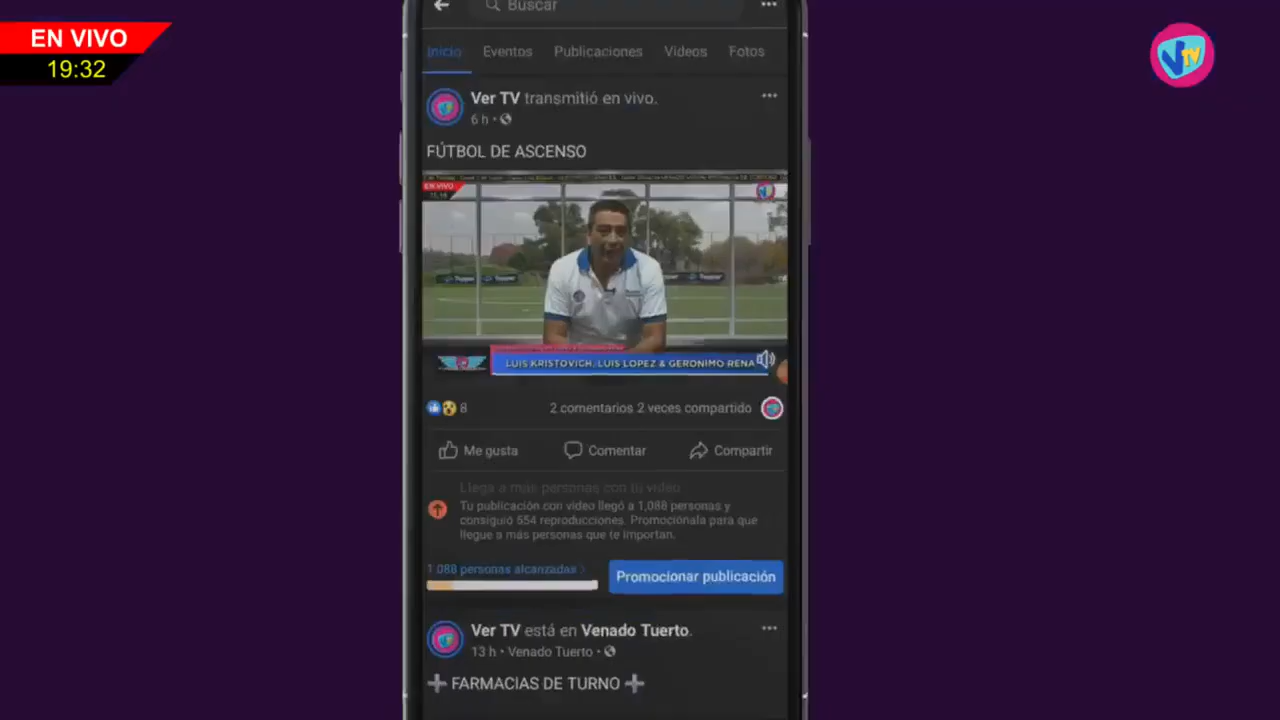 EN VIVO
19:32
VTV
Buscar
Inicio Eventos Publicaciones Videos Fotos
Ver TV transmitió en vivo.
6 h
FÚTBOL DE ASCENSO
EN VIVO
LUIS KRISTOVICH, LUIS LOPEZ & GERONIMO RENA
8 2 comentarios 2 veces compartido
Me gusta Comentar Compartir
Llega a más personas con tu video
Tu publicación con video llegó a 1,088 personas y
consiguió 654 reproducciones. Promociónala para que
llegue a más personas que te importan.
1.088 personas alcanzadas
Promocionar publicación
Ver TV está en Venado Tuerto.
13 h • Venado Tuerto •
FARMACIAS DE TURNO